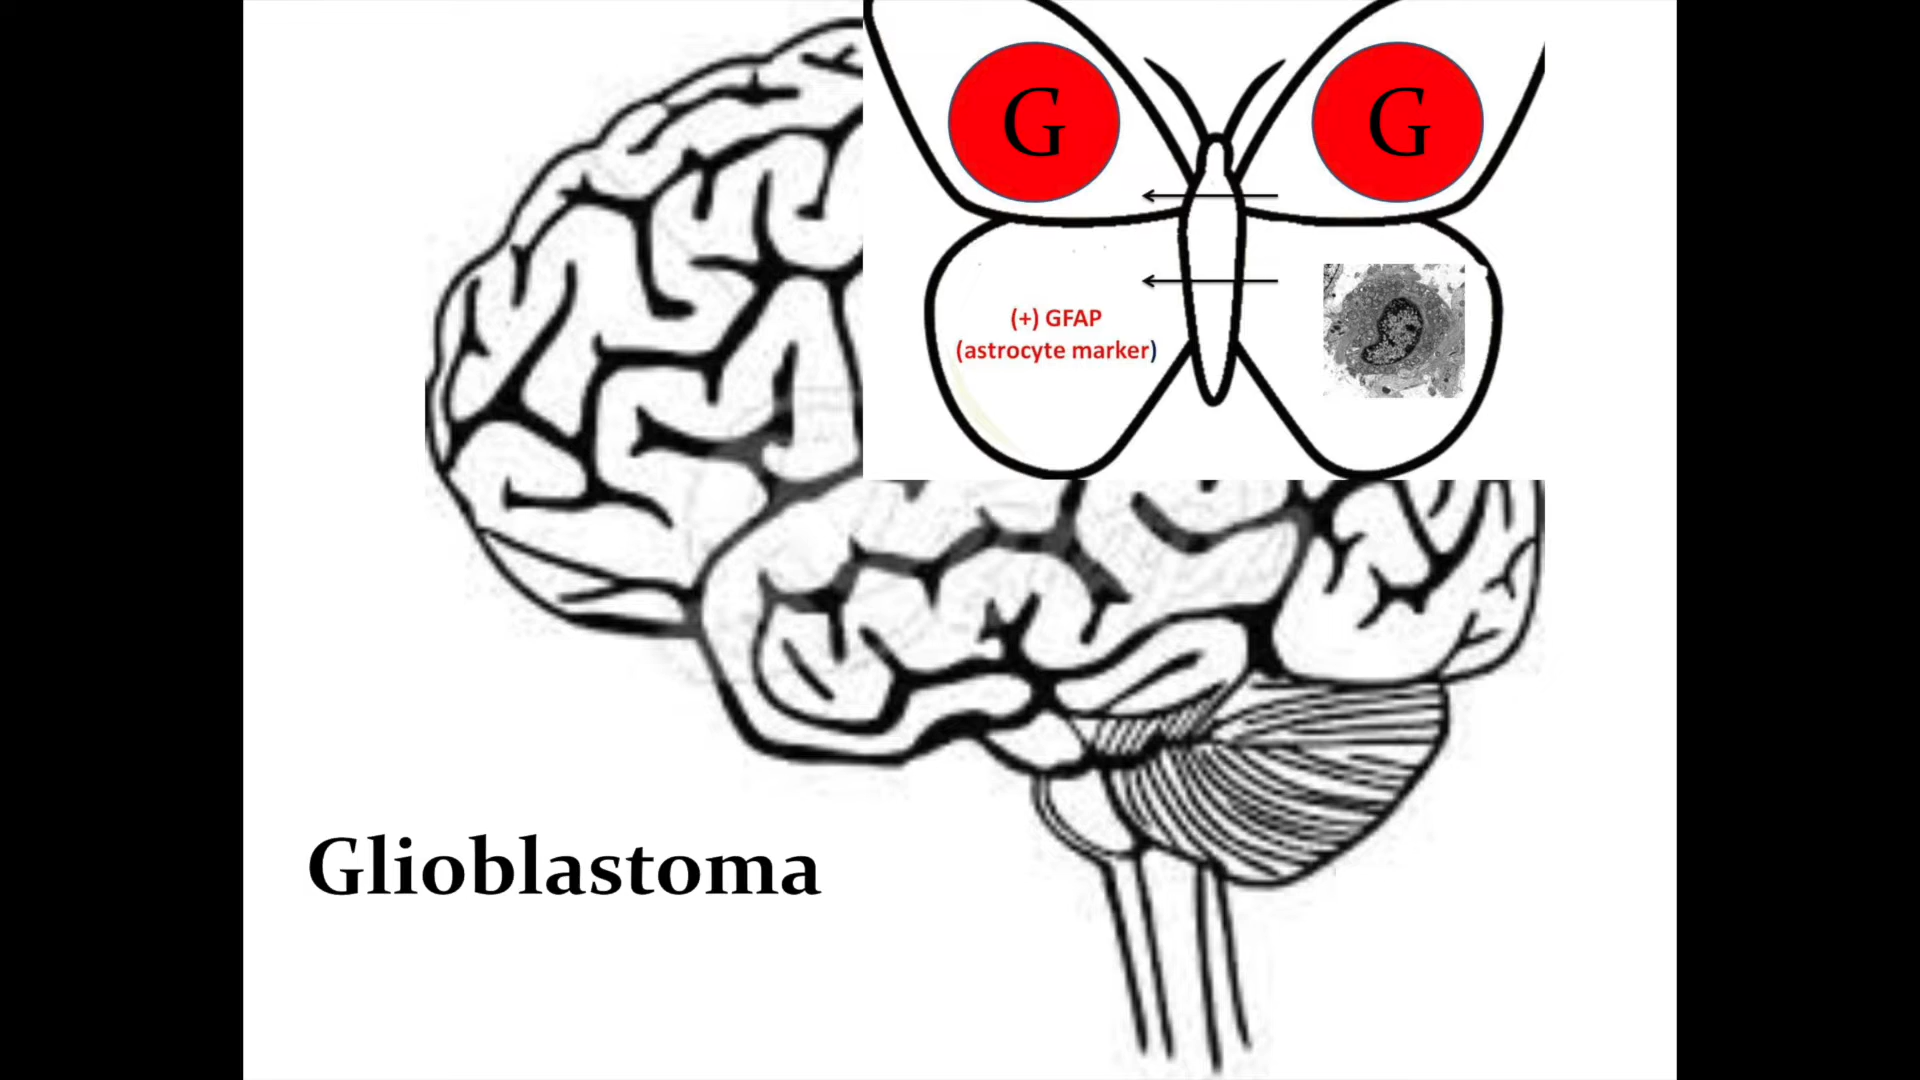 G
G
(+) GFAP
(astrocyte marker)
Glioblastoma